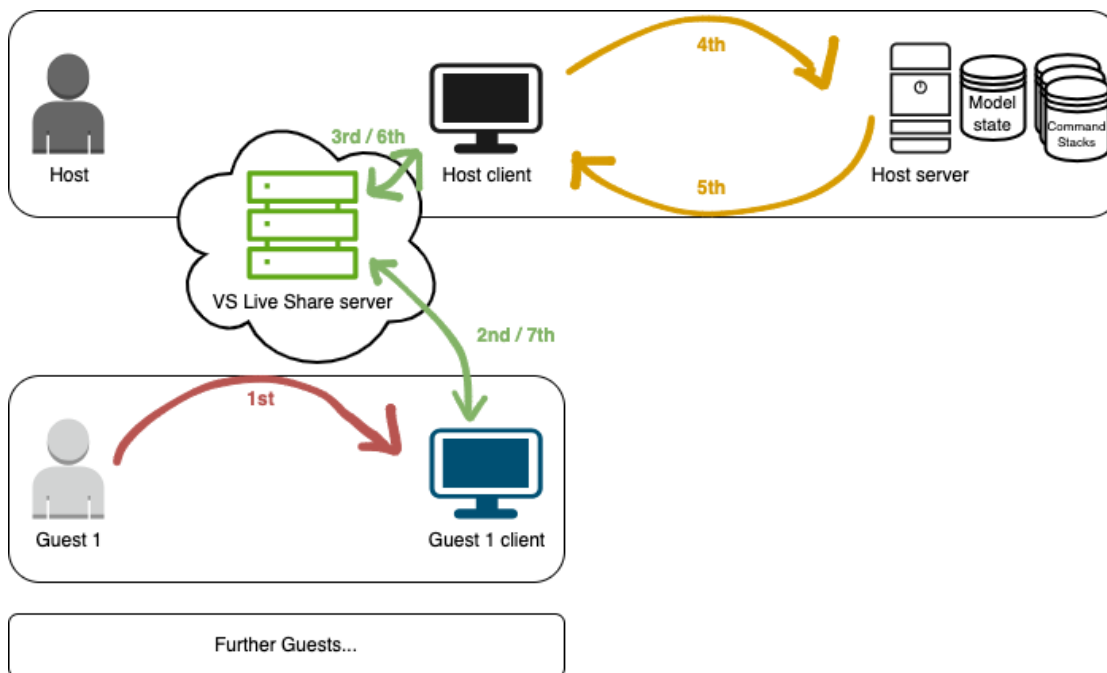 4th
Model
state
Command
Stacks
3rd / 6th
Host
Host client
Host server
5th
VS Live Share server
2nd / 7th
1st
Guest 1
Guest 1 client
Further Guests...